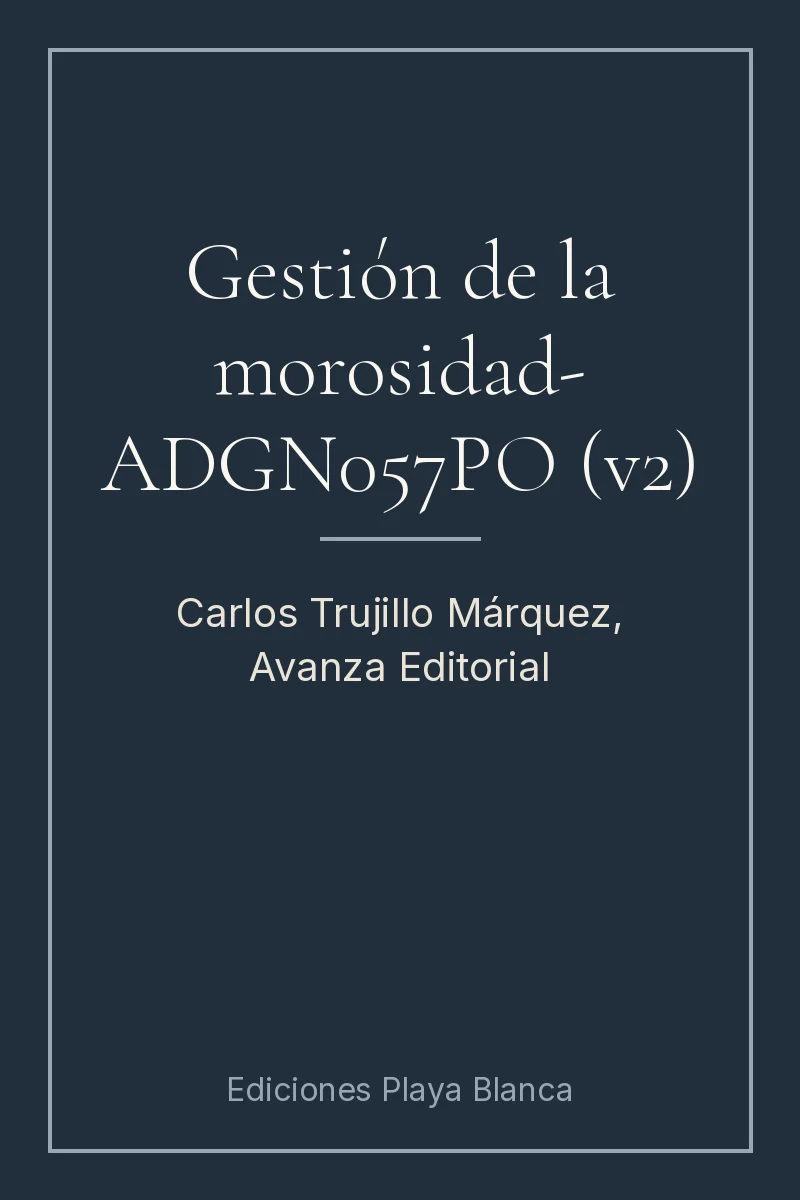 Gestión de la
morosidad-
ADGN057PO (v2)
Carlos Trujillo Márquez,
Avanza Editorial
Ediciones Playa Blanca